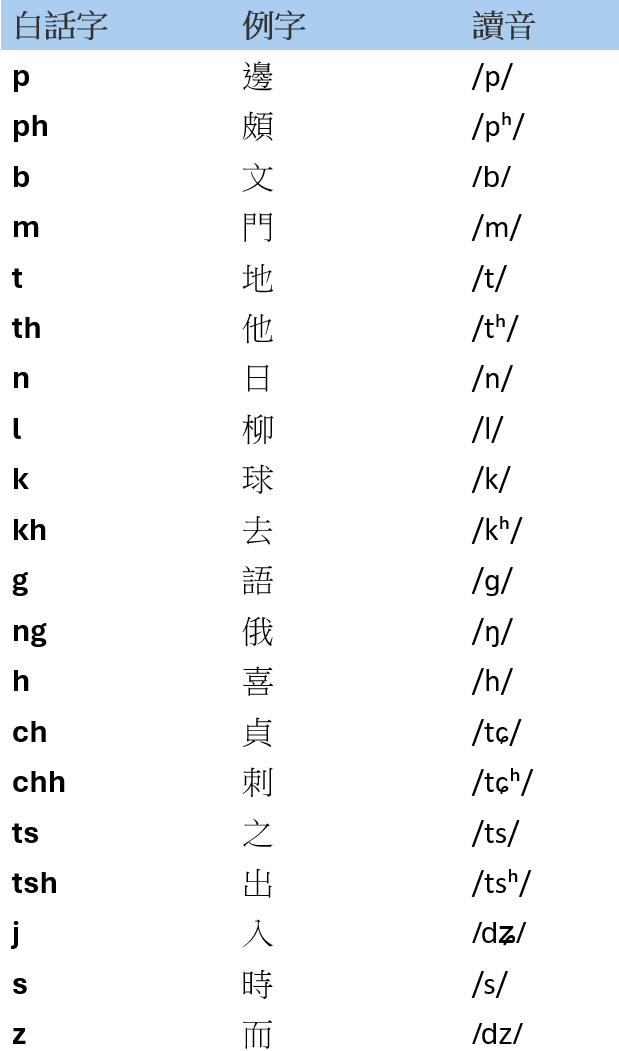 白話字 例字 讀音
p 邊 /p/
ph 頗 /pʰ/
b 文 /b/
m 門 /m/
t 地 /t/
th 他 /tʰ/
n 日 /n/
l 柳 /l/
k 球 /k/
kh 去 /kʰ/
g 語 /ɡ/
ng 俄 /ŋ/
h 喜 /h/
ch 貞 /tɕ/
chh 刺 /tɕʰ/
ts 之 /ts/
tsh 出 /tsʰ/
j 入 /dʑ/
s 時 /s/
z 而 /dz/